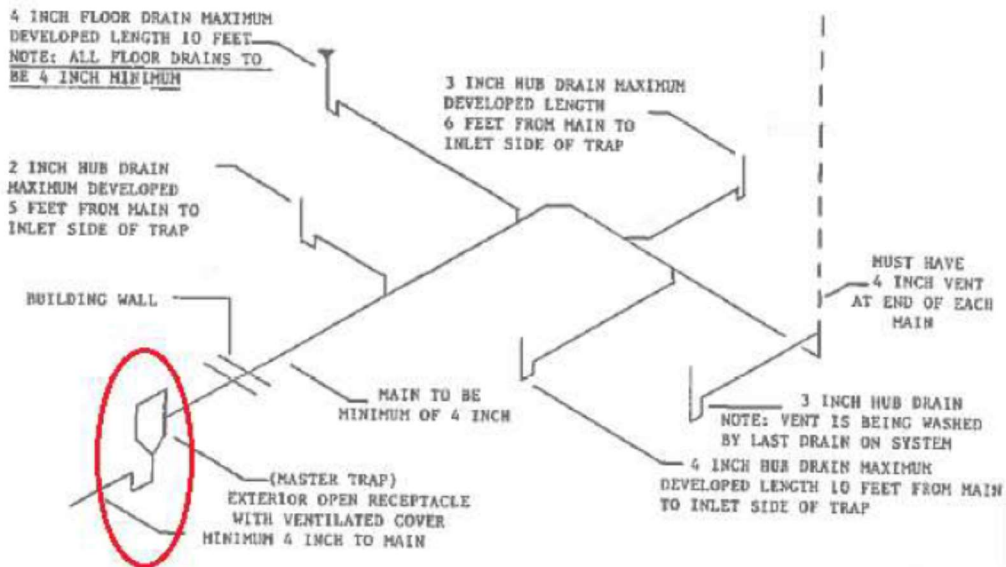 4 INCH FLOOR DRAIN MAXIMUM
DEVELOPED LENGTH 10 FEET
NOTE: ALL FLOOR DRAINS TO
BE 4 INCH MINIMUM
3 INCH HUB DRAIN MAXIMUM
DEVELOPED LENGTH
6 FEET FROM MAIN TO
INLET SIDE OF TRAP
2 INCH HUB DRAIN
MAXIMUM DEVELOPED
5 FEET FROM MAIN TO
INLET SIDE OF TRAP
MUST HAVE
4 INCH VENT
AT END OF EACH
MAIN
BUILDING WALL
MAIN TO BE
MINIMUM OF 4 INCH
3 INCH HUB DRAIN
NOTE: VENT IS BEING WASHED
BY LAST DRAIN ON SYSTEM
4 INCH HUB DRAIN MAXIMUM
DEVELOPED LENGTH 10 FEET FROM MAIN
TO INLET SIDE OF TRAP
(MASTER TRAP)
EXTERIOR OPEN RECEPTACLE
WITH VENTILATED COVER
MINIMUM 4 INCH TO MAIN